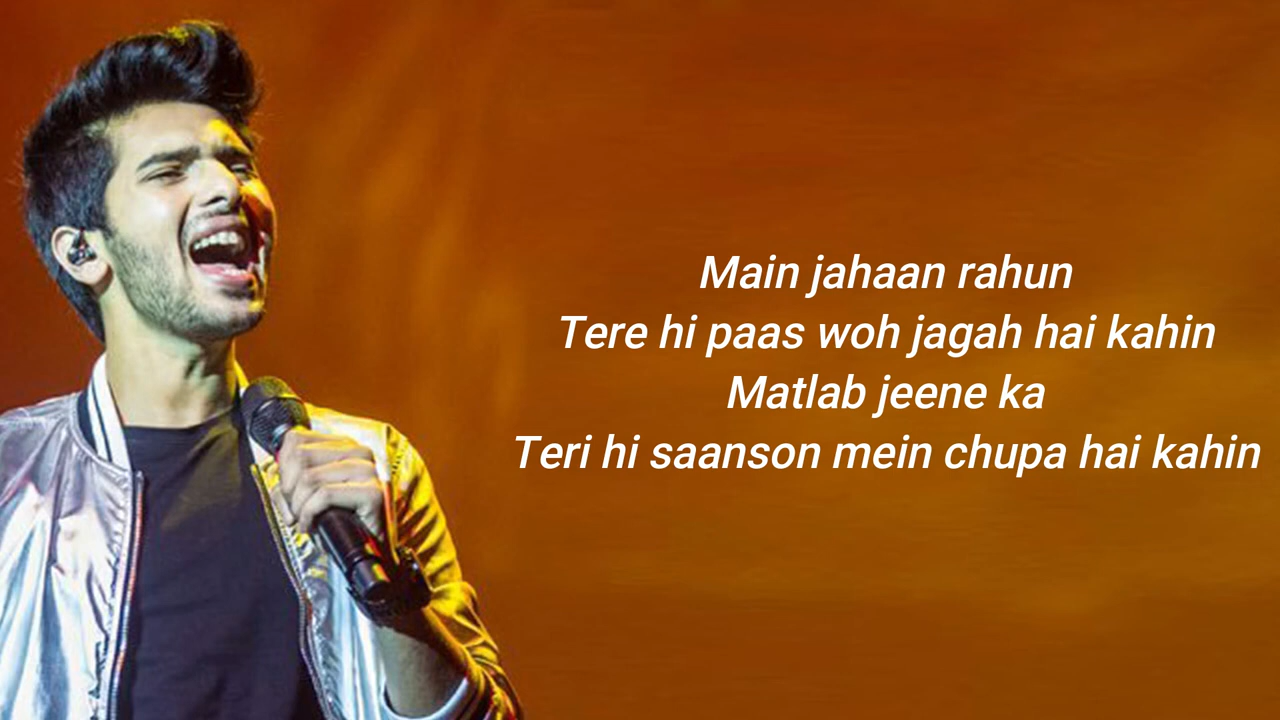 Main jahaan rahun
Tere hi paas woh jagah hai kahin
Matlab jeene ka
Teri hi saanson mein chupa hai kahin